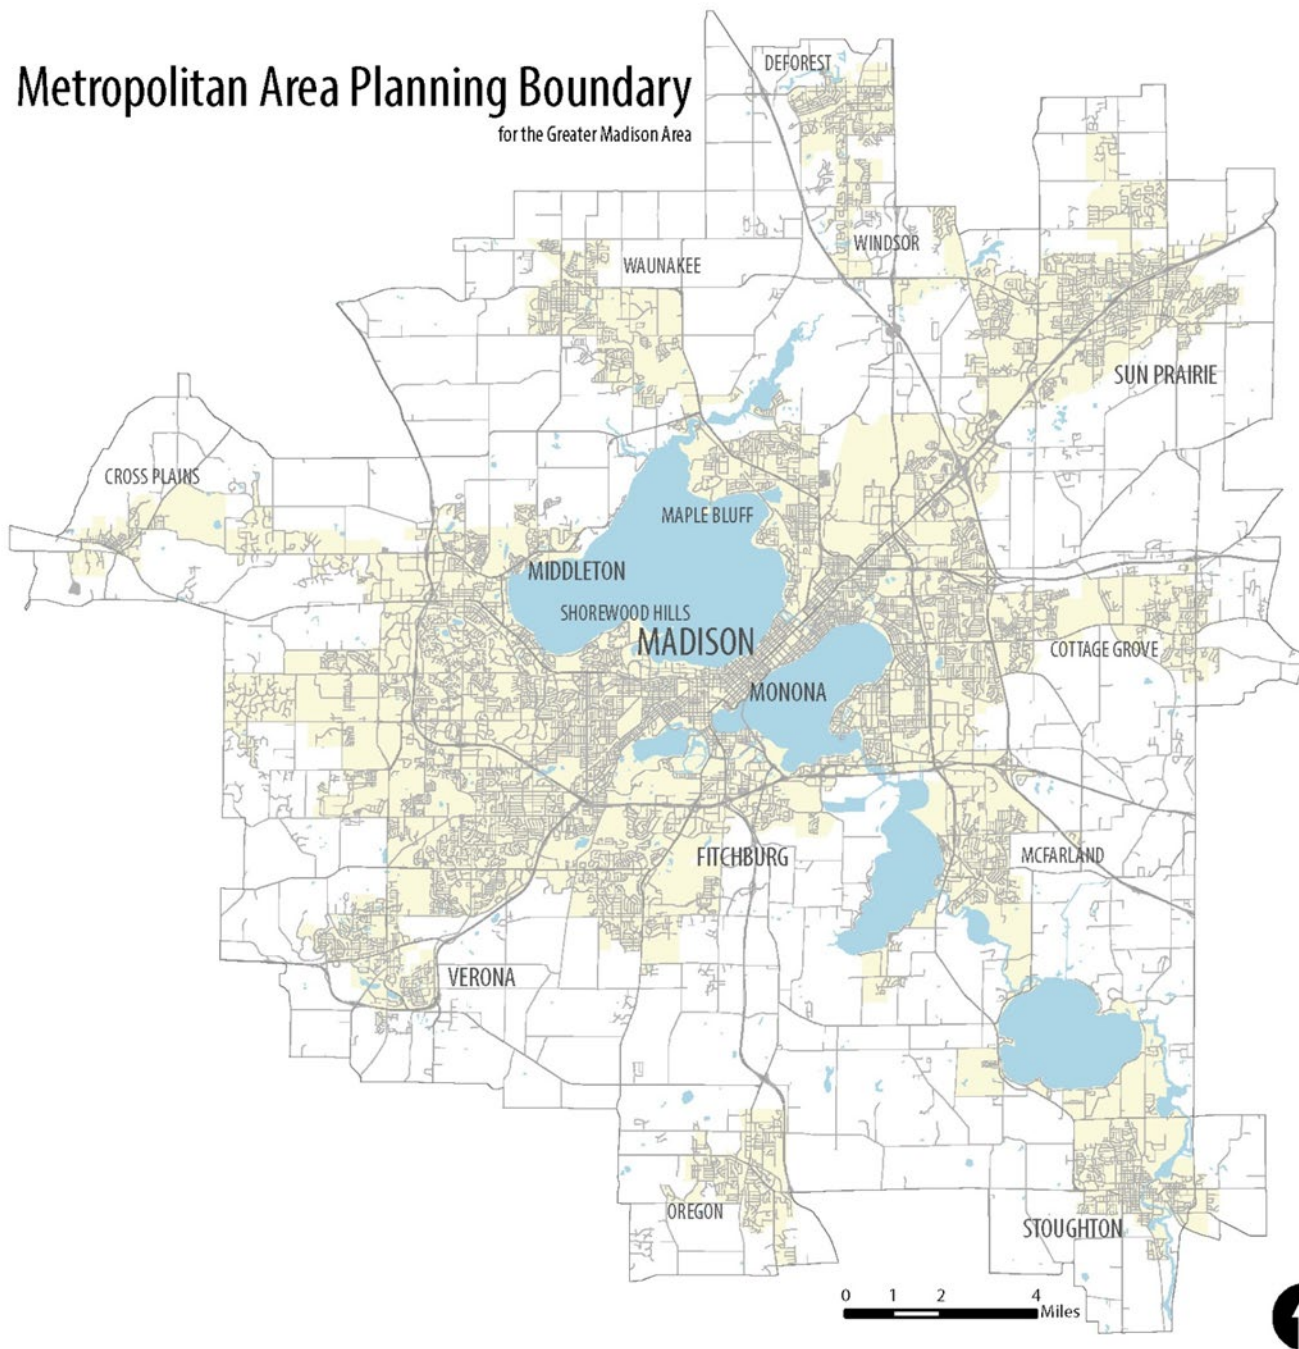 Metropolitan Area Planning Boundary
for the Greater Madison Area
DEFOREST
WINDSOR
WAUNAKEE
SUN PRAIRIE
CROSS PLAINS
MAPLE BLUFF
MIDDLETON
SHOREWOOD HILLS
MADISON
COTTAGE GROVE
MONONA
FITCHBURG
MCFARLAND
VERONA
OREGON
STOUGHTON
0 1 2 4
Miles